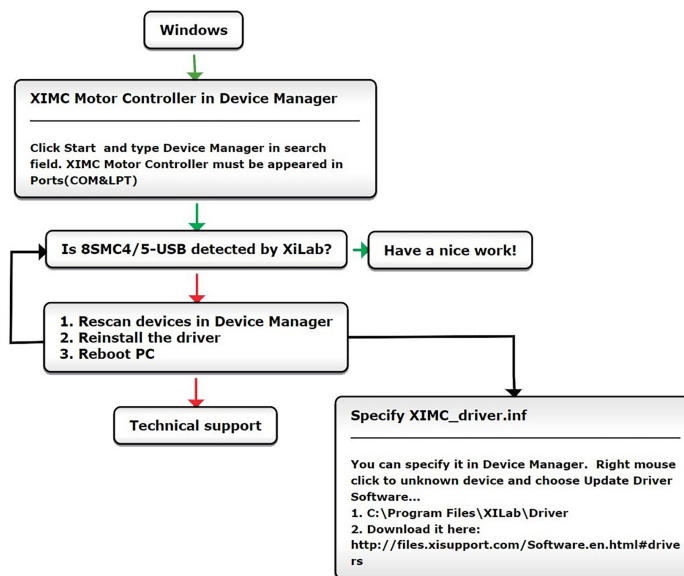 Windows
XIMC Motor Controller in Device Manager
Click Start  and type Device Manager in search
field. XIMC Motor Controller must be appeared in
Ports(COM&LPT)
Is 8SMC4/5-USB detected by XiLab?
Have a nice work!
1. Rescan devices in Device Manager
2. Reinstall the driver
3. Reboot PC
Technical support
Specify XIMC_driver.inf
You can specify it in Device Manager.  Right mouse
click to unknown device and choose Update Driver
Software...
1. C:\Program Files\XILab\Driver
2. Download it here:
http://files.xisupport.com/Software.en.html#drive
rs